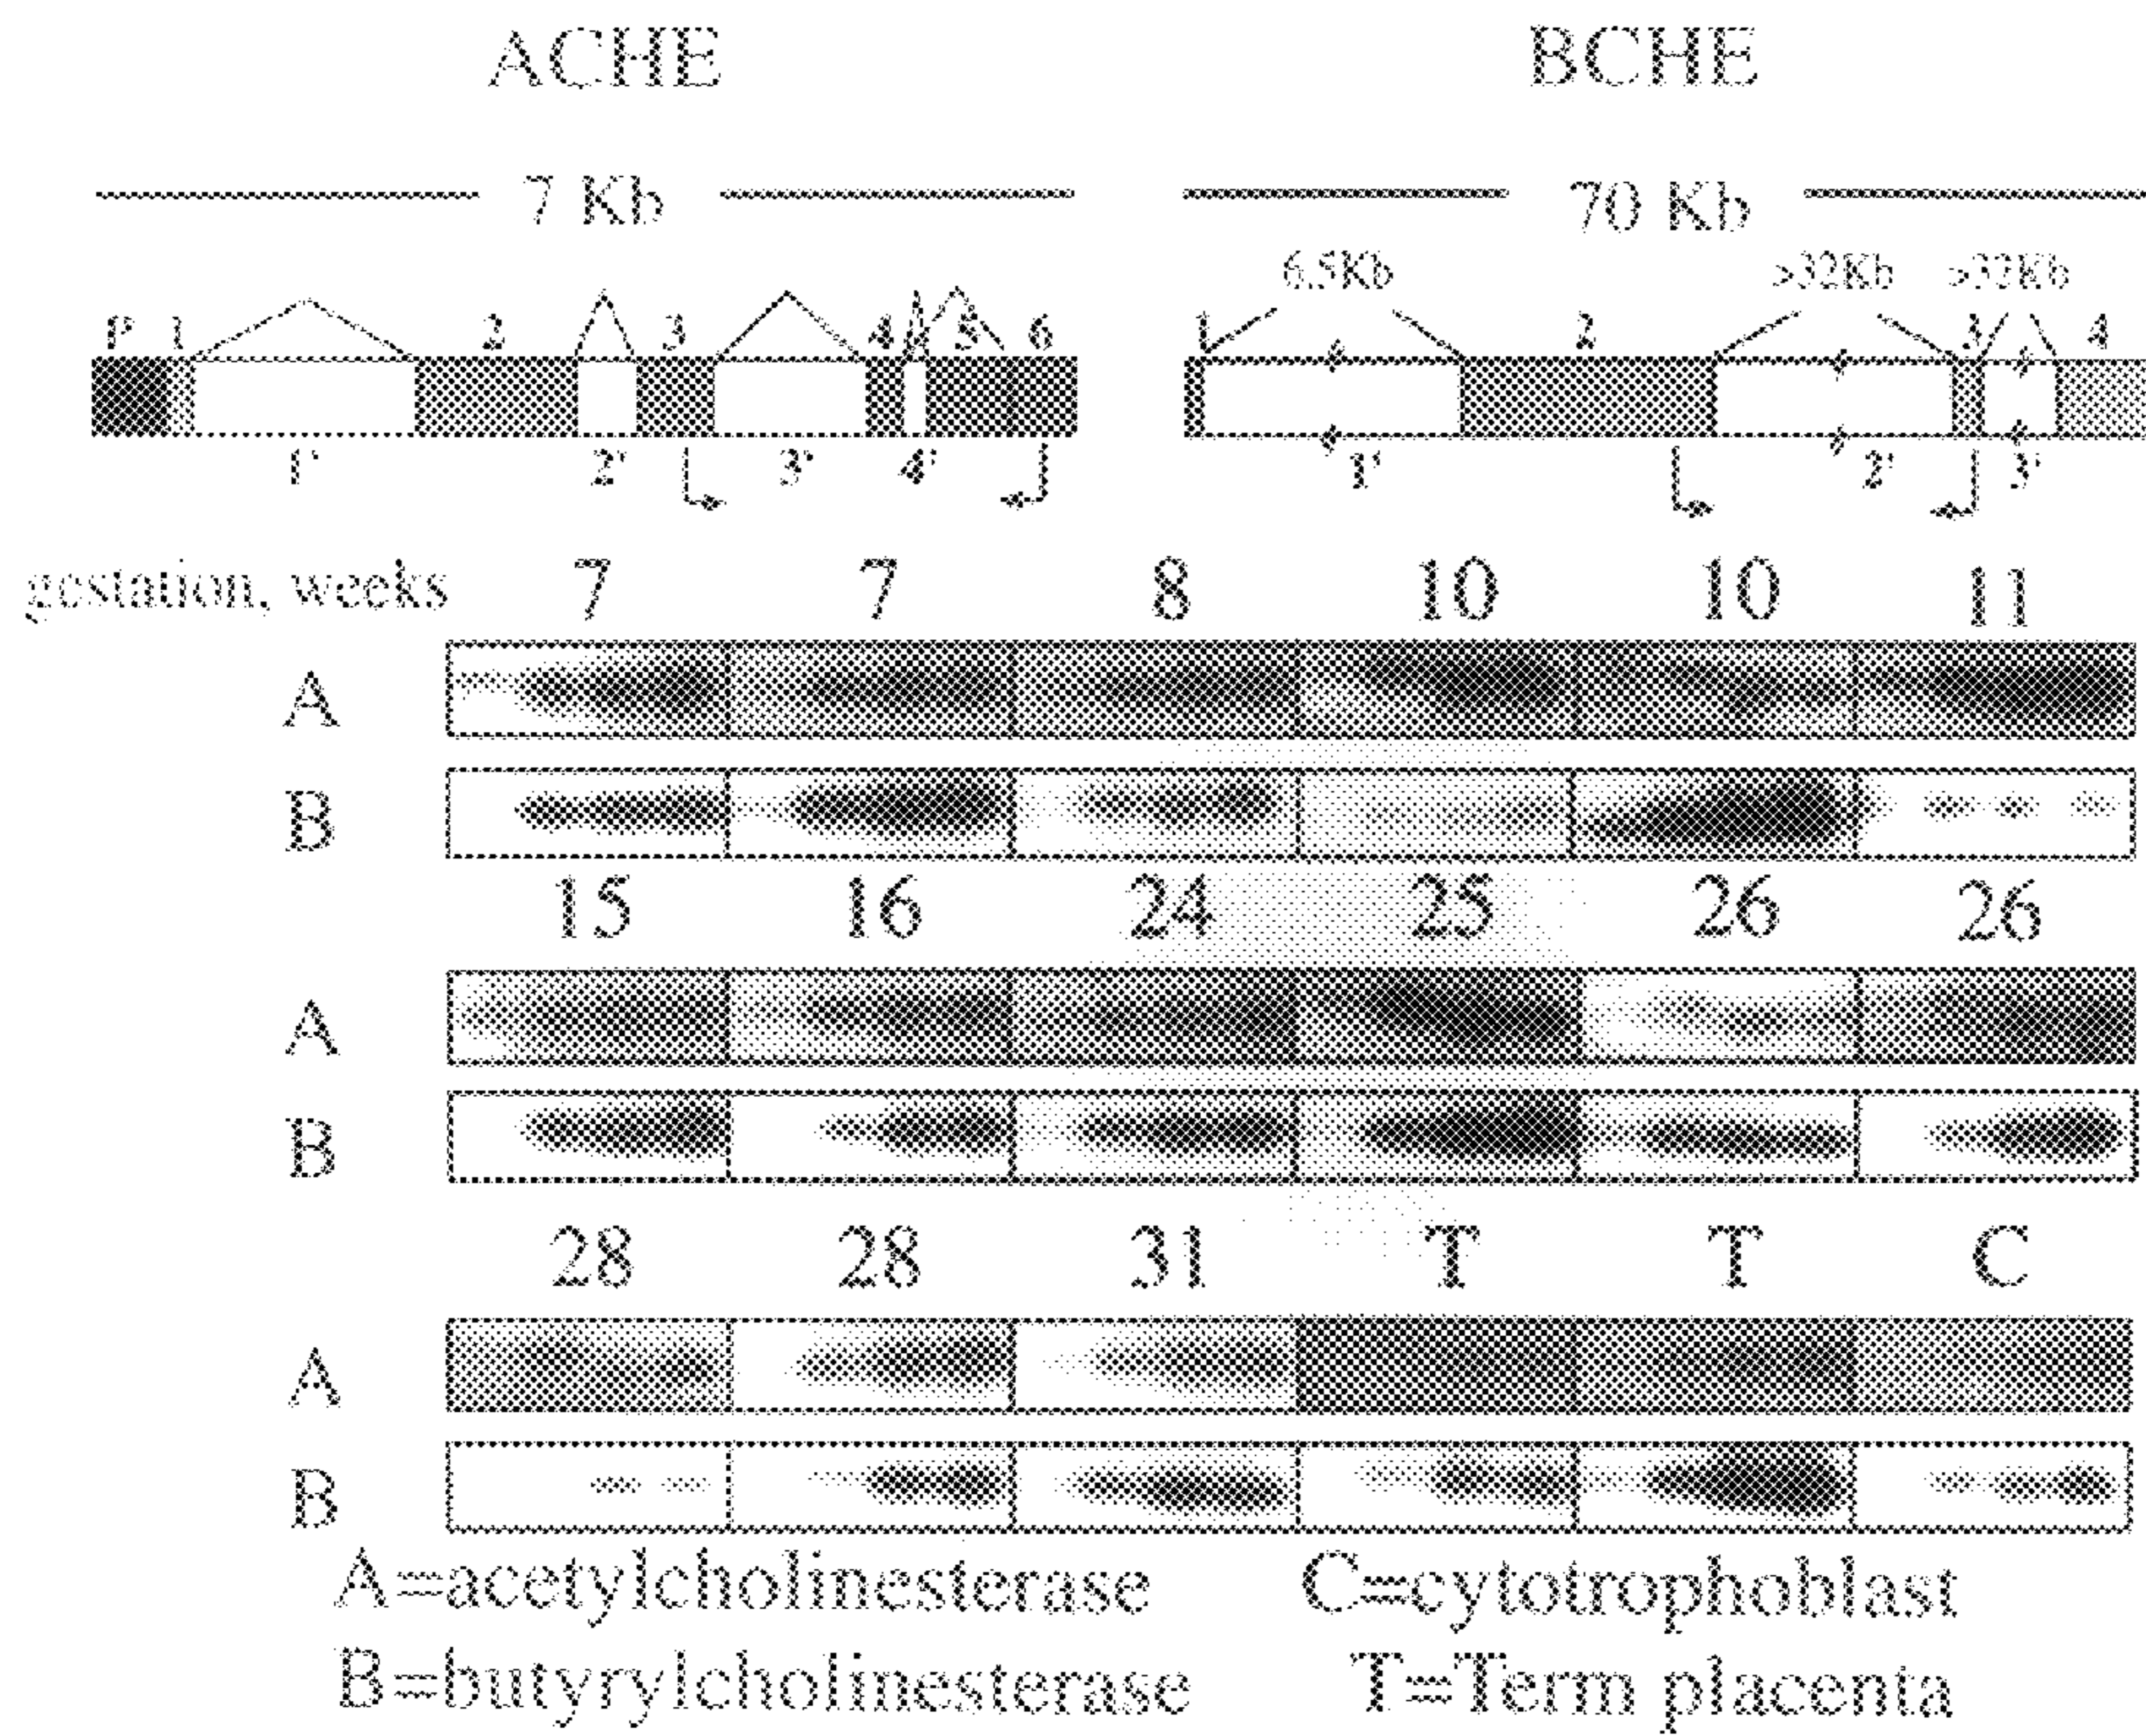 ACHE BCHE
7 Kb 70 Kb
6.5Kb >32Kb >32Kb
P 1 2 3 4 5 6 1 2 3 4
1' 2' 3' 4' 1' 2' 3'
gestation, weeks 7 7 8 10 10 11
A
B
15 16 24 25 26 26
A
B
28 28 31 T T C
A
B
A=acetylcholinesterase C=cytotrophoblast
B=butyrylcholinesterase T=Term placenta